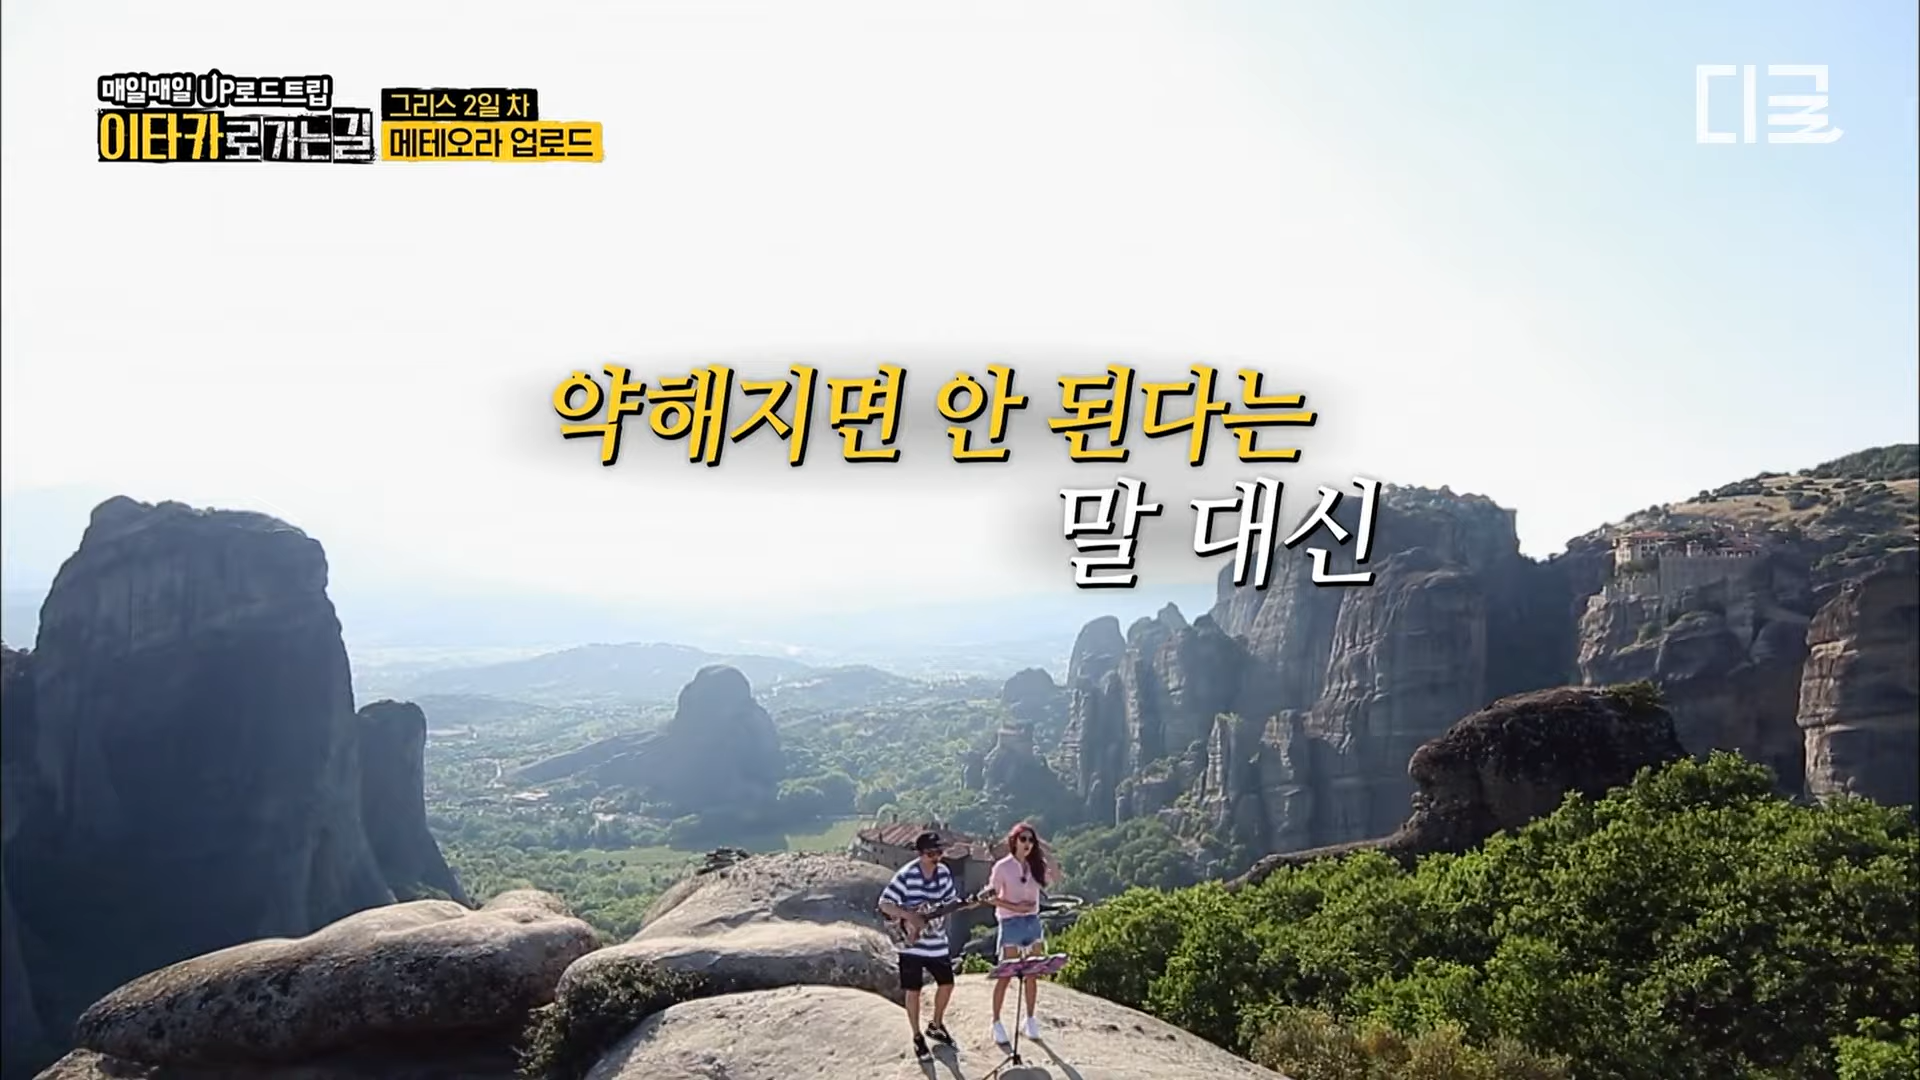 매일매일 UP로드트립
이타카로 가는 길
그리스 2일 차
메테오라 업로드
디글
약해지면 안 된다는
말 대신